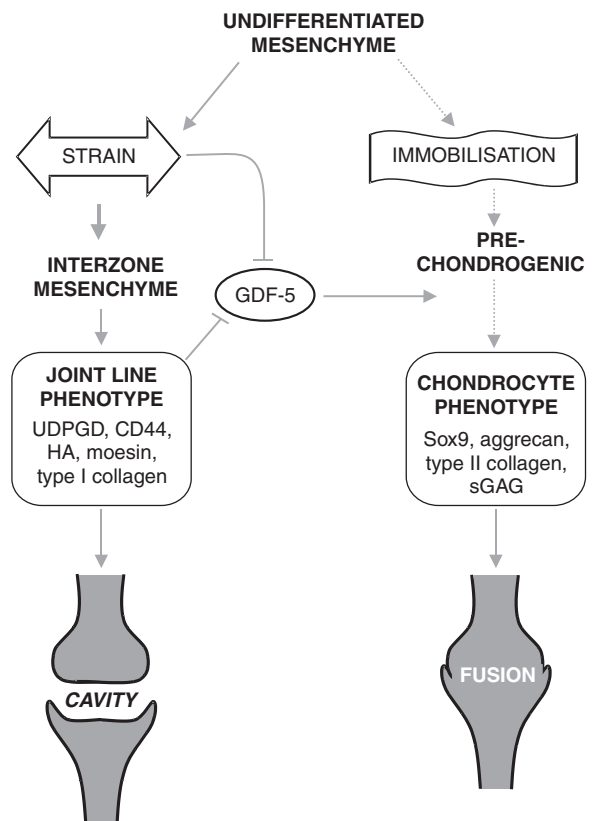 UNDIFFERENTIATED
MESENCHYME
STRAIN
IMMOBILISATION
INTERZONE
MESENCHYME
PRE-
CHONDROGENIC
GDF-5
JOINT LINE
PHENOTYPE
UDPGD, CD44,
HA, moesin,
type I collagen
CHONDROCYTE
PHENOTYPE
Sox9, aggrecan,
type II collagen,
sGAG
CAVITY
FUSION